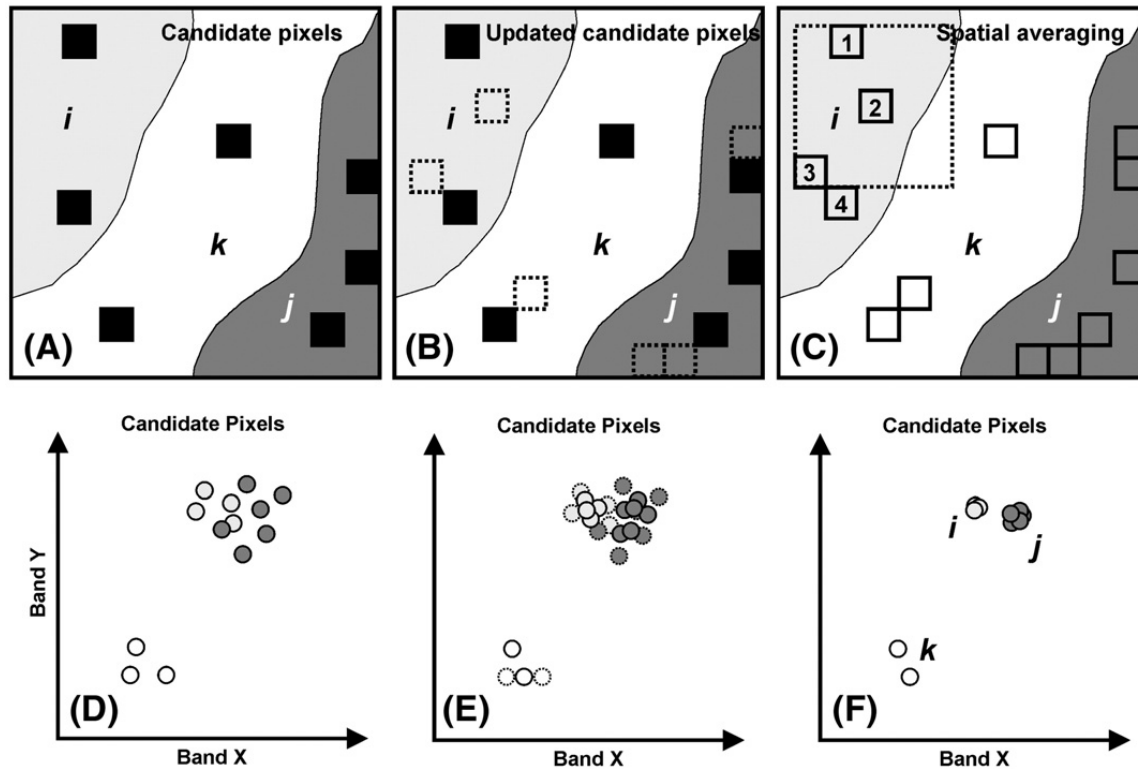 Candidate pixels
i
k
j
(A)
Updated candidate pixels
i
k
j
(B)
Spatial averaging
1
2
i
3
4
k
j
(C)
Candidate Pixels
Band Y
(D)
Band X
Candidate Pixels
(E)
Band X
Candidate Pixels
i
j
k
(F)
Band X